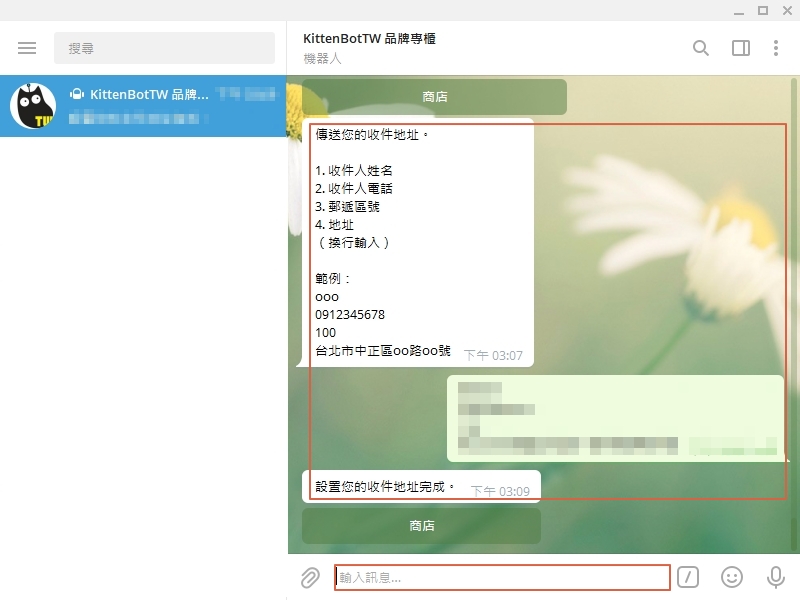 KittenBotTW 品牌專櫃
機器人
搜尋
KittenBotTW 品牌...
TW
商店
傳送您的收件地址。
1. 收件人姓名
2. 收件人電話
3. 郵遞區號
4. 地址
（換行輸入）
範例：
ooo
0912345678
100
台北市中正區oo路oo號
下午 03:07
設置您的收件地址完成。
下午 03:09
商店
輸入訊息...